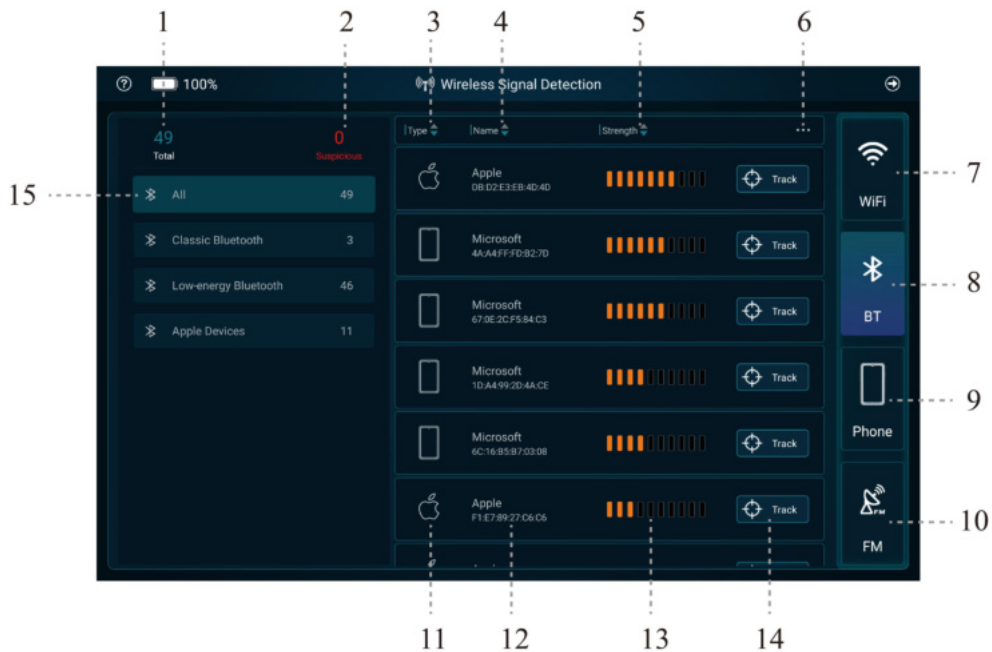 1 2 3 4 5 6
? 100% Wireless Signal Detection
49 0
Total Suspicious
Type Name Strength ...
All 49
Classic Bluetooth 3
Low-energy Bluetooth 46
Apple Devices 11
Apple
DB:D2:E3:EB:4D:4D
Track
Microsoft
4A:A4:FF:FD:B2:7D
Track
Microsoft
67:0E:2C:F5:84:C3
Track
Microsoft
1D:A4:99:2D:4A:CE
Track
Microsoft
6C:16:B5:B7:03:08
Track
Apple
F1:E7:89:27:C6:C6
Track
WiFi
BT
Phone
FM
FM
7
8
9
10
15
11 12 13 14